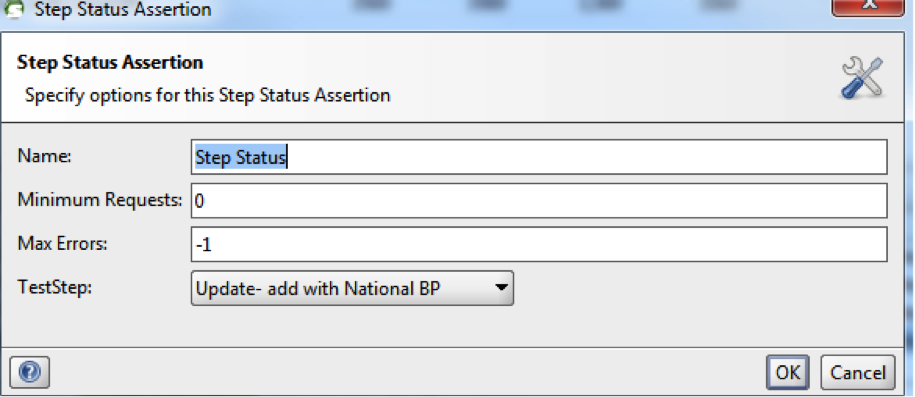 Step Status Assertion
X
Step Status Assertion
Specify options for this Step Status Assertion
Name: Step Status
Minimum Requests: 0
Max Errors: -1
TestStep: Update- add with National BP
?
OK Cancel